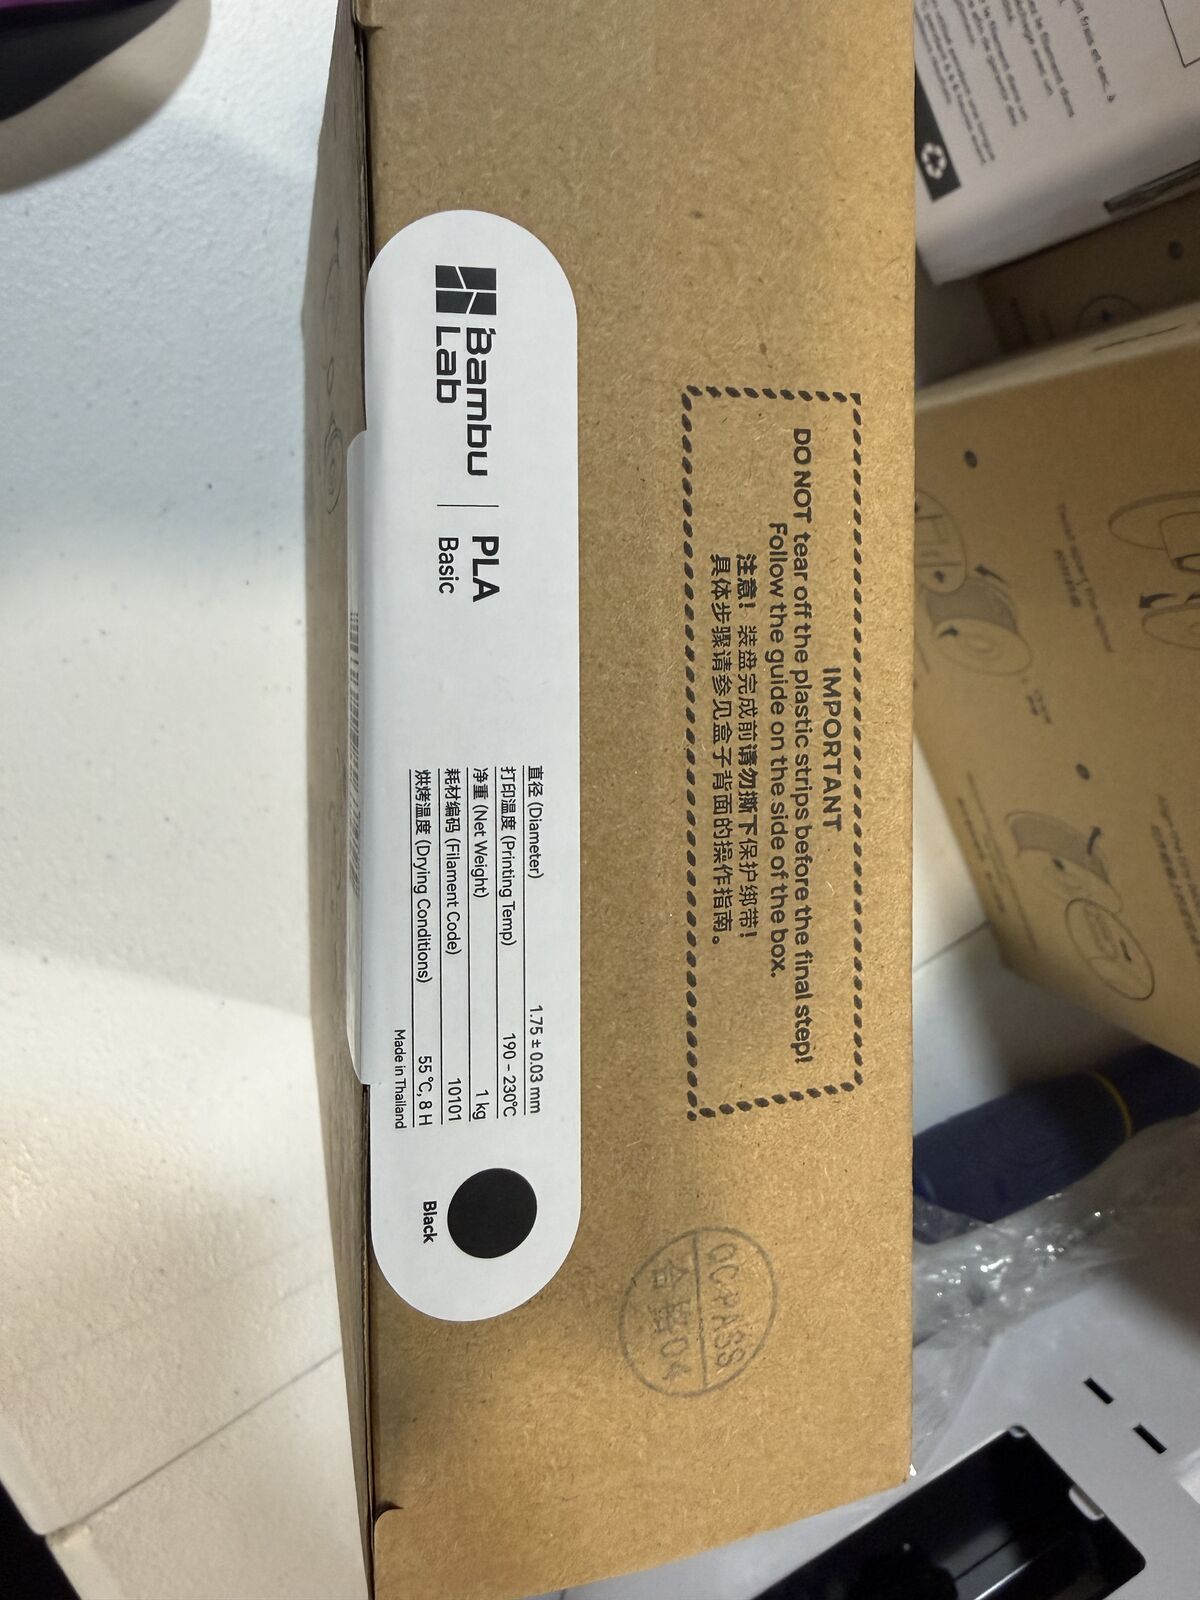 Bambu
Lab
PLA
Basic
直径 (Diameter) 1.75 ± 0.03 mm
打印温度 (Printing Temp) 190 - 230°C
净重 (Net Weight) 1 kg
耗材编码 (Filament Code) 10101
烘烤温度 (Drying Conditions) 55 °C, 8 H
Made in Thailand
Black
IMPORTANT
DO NOT tear off the plastic strips before the final step!
Follow the guide on the side of the box.
注意！装盘完成前请勿撕下保护绑带！
具体步骤请参见盒子背面的操作指南。
QC PASS
合格04